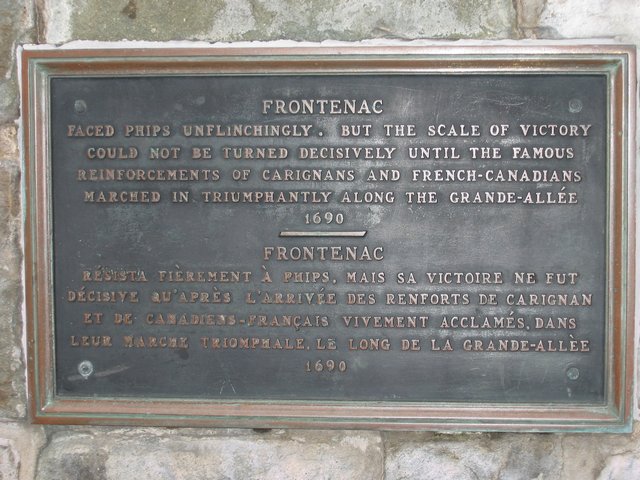 FRONTENAC
FACED PHIPS UNFLINCHINGLY. BUT THE SCALE OF VICTORY
COULD NOT BE TURNED DECISIVELY UNTIL THE FAMOUS
REINFORCEMENTS OF CARIGNANS AND FRENCH-CANADIANS
MARCHED IN TRIUMPHANTLY ALONG THE GRANDE-ALLÉE
1690
FRONTENAC
RÉSISTA FIÈREMENT À PHIPS, MAIS SA VICTOIRE NE FUT
DÉCISIVE QU'APRÈS L'ARRIVÉE DES RENFORTS DE CARIGNAN
ET DE CANADIENS-FRANÇAIS VIVEMENT ACCLAMÉS, DANS
LEUR MARCHE TRIOMPHALE, LE LONG DE LA GRANDE-ALLÉE
1690